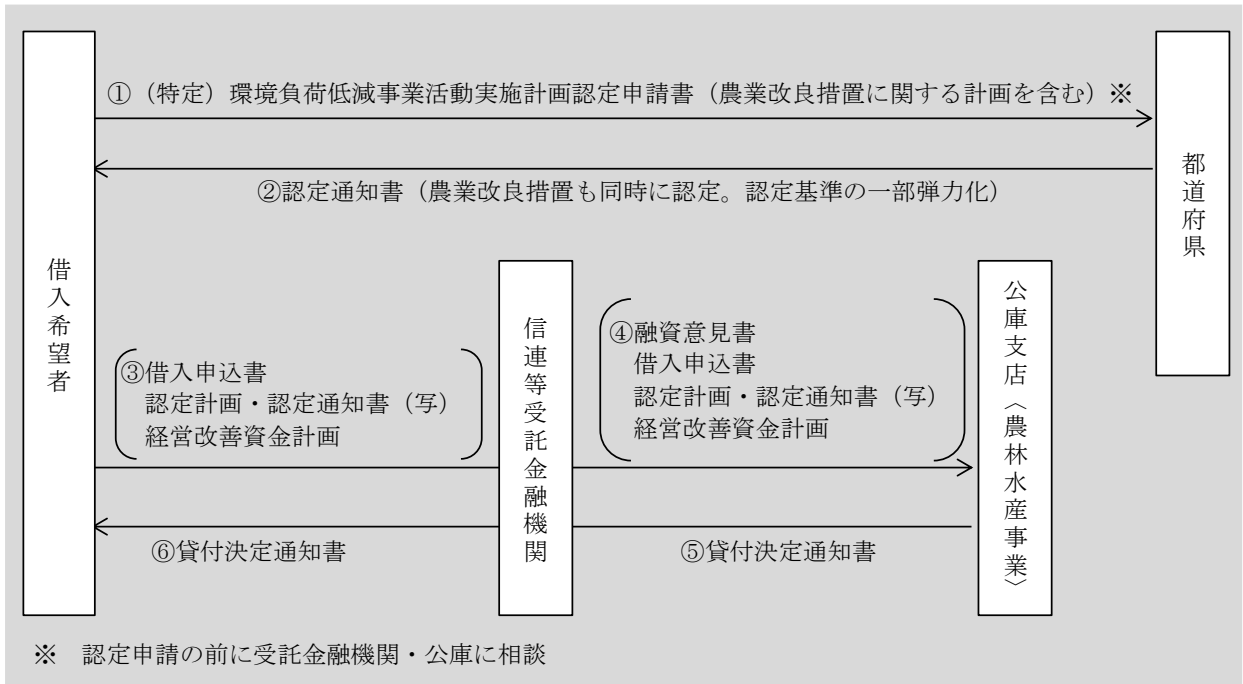 ①（特定）環境負荷低減事業活動実施計画認定申請書（農業改良措置に関する計画を含む）※
②認定通知書（農業改良措置も同時に認定。認定基準の一部弾力化）
都道府県
借入希望者
信連等受託金融機関
公庫支店〈農林水産事業〉
③借入申込書
認定計画・認定通知書（写）
経営改善資金計画
④融資意見書
借入申込書
認定計画・認定通知書（写）
経営改善資金計画
⑥貸付決定通知書
⑤貸付決定通知書
※　認定申請の前に受託金融機関・公庫に相談